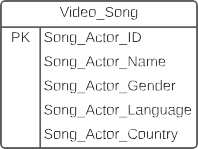 Video_Song
PK Song_Actor_ID
Song_Actor_Name
Song_Actor_Gender
Song_Actor_Language
Song_Actor_Country